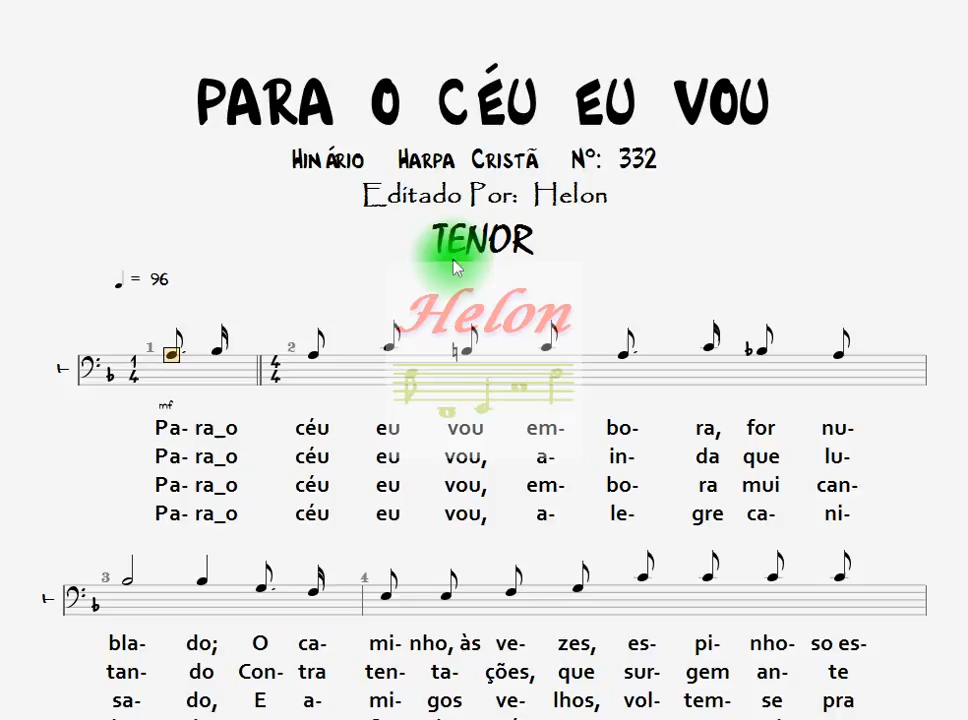 PARA O CÉU EU VOU
HINÁRIO HARPA CRISTÃ Nº: 332
Editado Por: Helon
TENOR
= 96
Helon
1 2
T
mf
Pa- ra_o céu eu vou em- bo- ra, for nu-
Pa- ra_o céu eu vou, a- in- da que lu-
Pa- ra_o céu eu vou, em- bo- ra mui can-
Pa- ra_o céu eu vou, a- le- gre ca- ni-
3 4
T
bla- do; O ca- mi- nho, às ve- zes, es- pi- nho- so es-
tan- do Con- tra ten- ta- ções, que sur- gem an- te
sa- do, E a- mi- gos ve- lhos, vol- tem- se pra